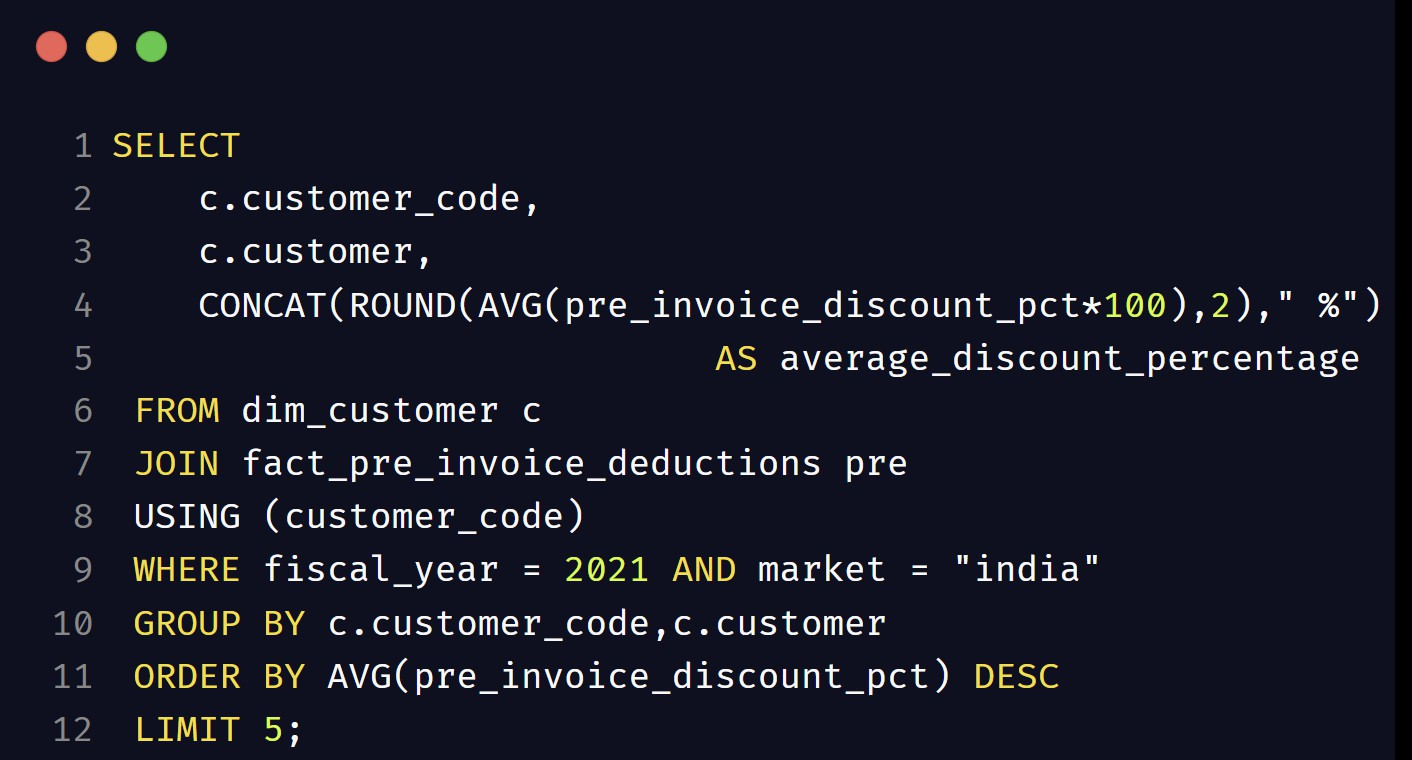 1 SELECT
2 c.customer_code,
3 c.customer,
4 CONCAT(ROUND(AVG(pre_invoice_discount_pct*100),2)," %")
5 AS average_discount_percentage
6 FROM dim_customer c
7 JOIN fact_pre_invoice_deductions pre
8 USING (customer_code)
9 WHERE fiscal_year = 2021 AND market = "india"
10 GROUP BY c.customer_code,c.customer
11 ORDER BY AVG(pre_invoice_discount_pct) DESC
12 LIMIT 5;